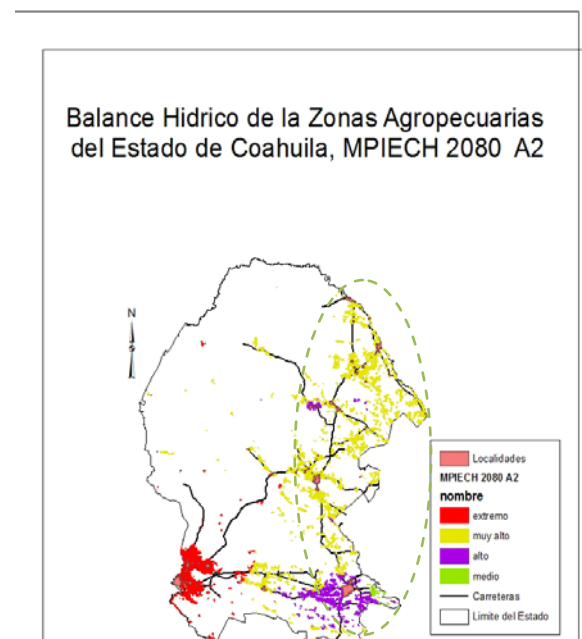 Balance Hidrico de la Zonas Agropecuarias
del Estado de Coahuila, MPIECH 2080 A2
N
Localidades
MPIECH 2080 A2
nombre
extremo
muy alto
alto
medio
Carreteras
Limite del Estado